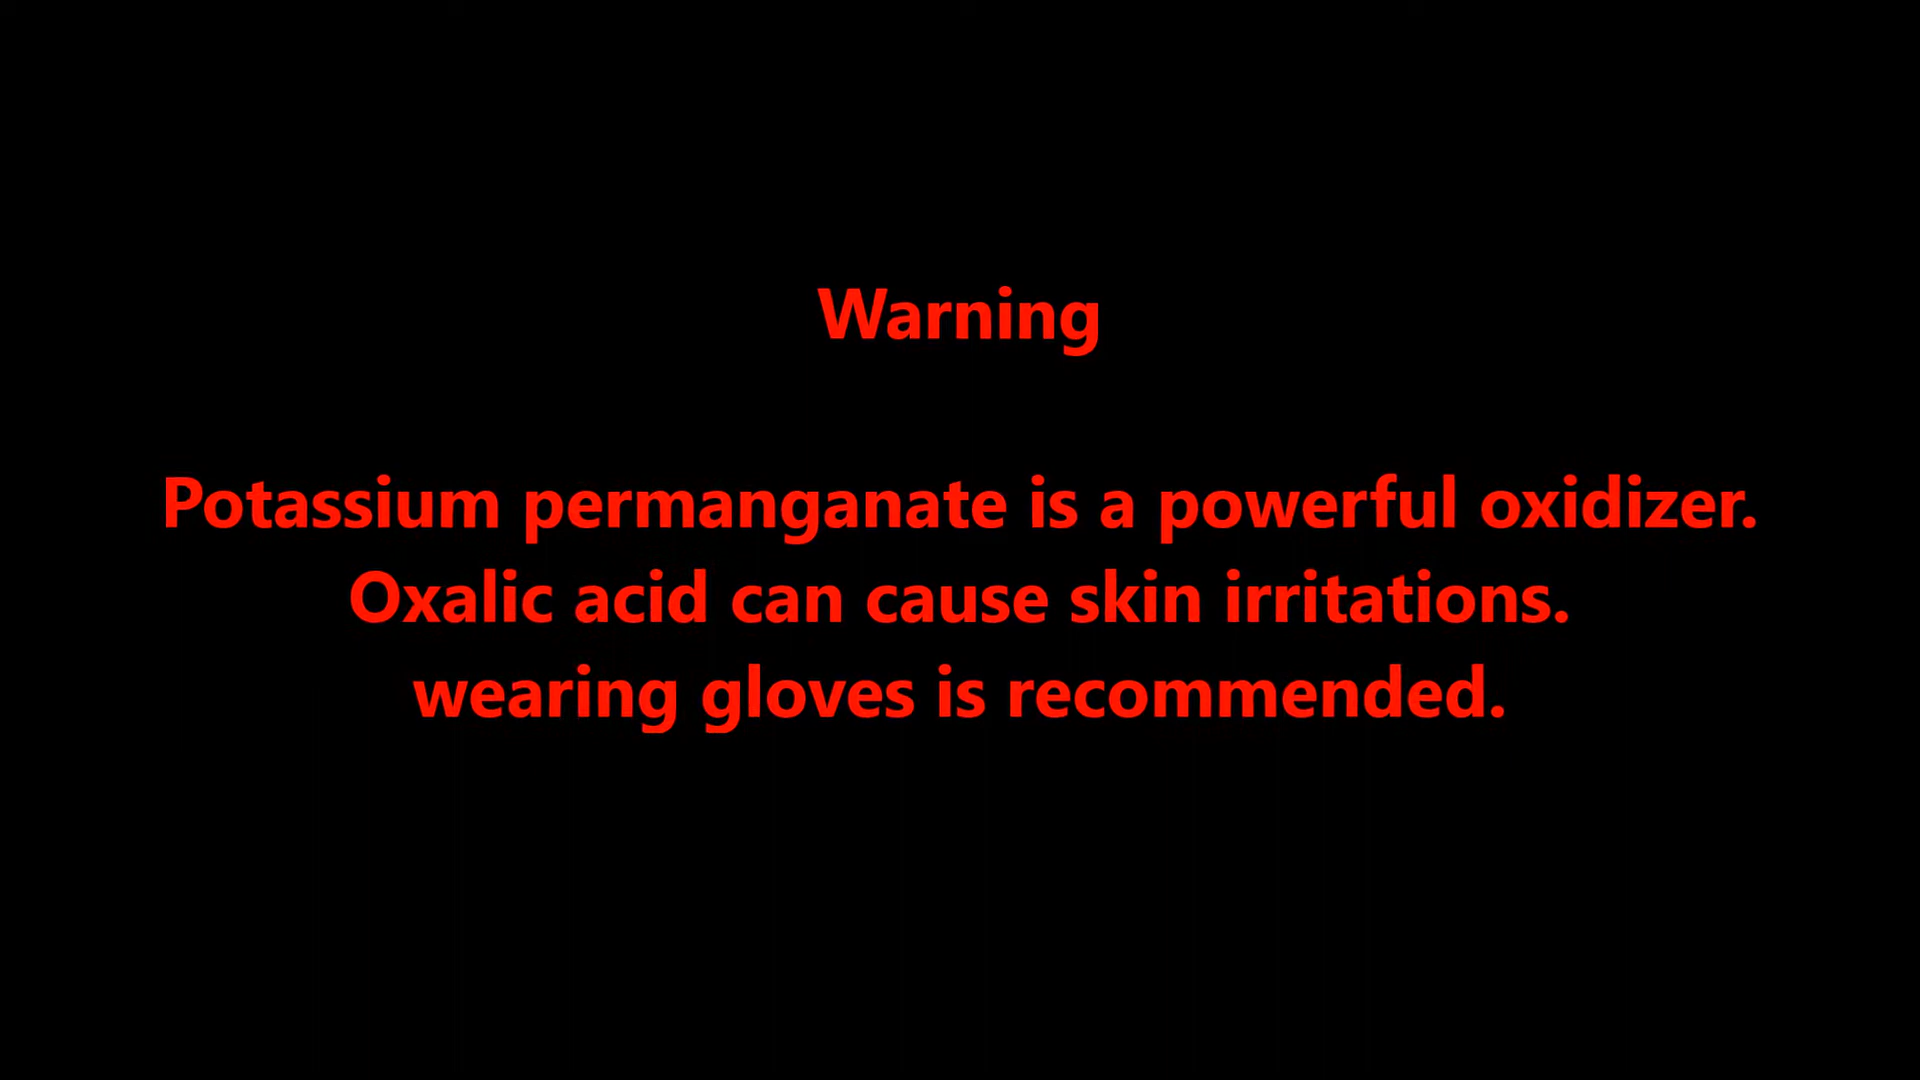 Warning
Potassium permanganate is a powerful oxidizer.
Oxalic acid can cause skin irritations.
wearing gloves is recommended.